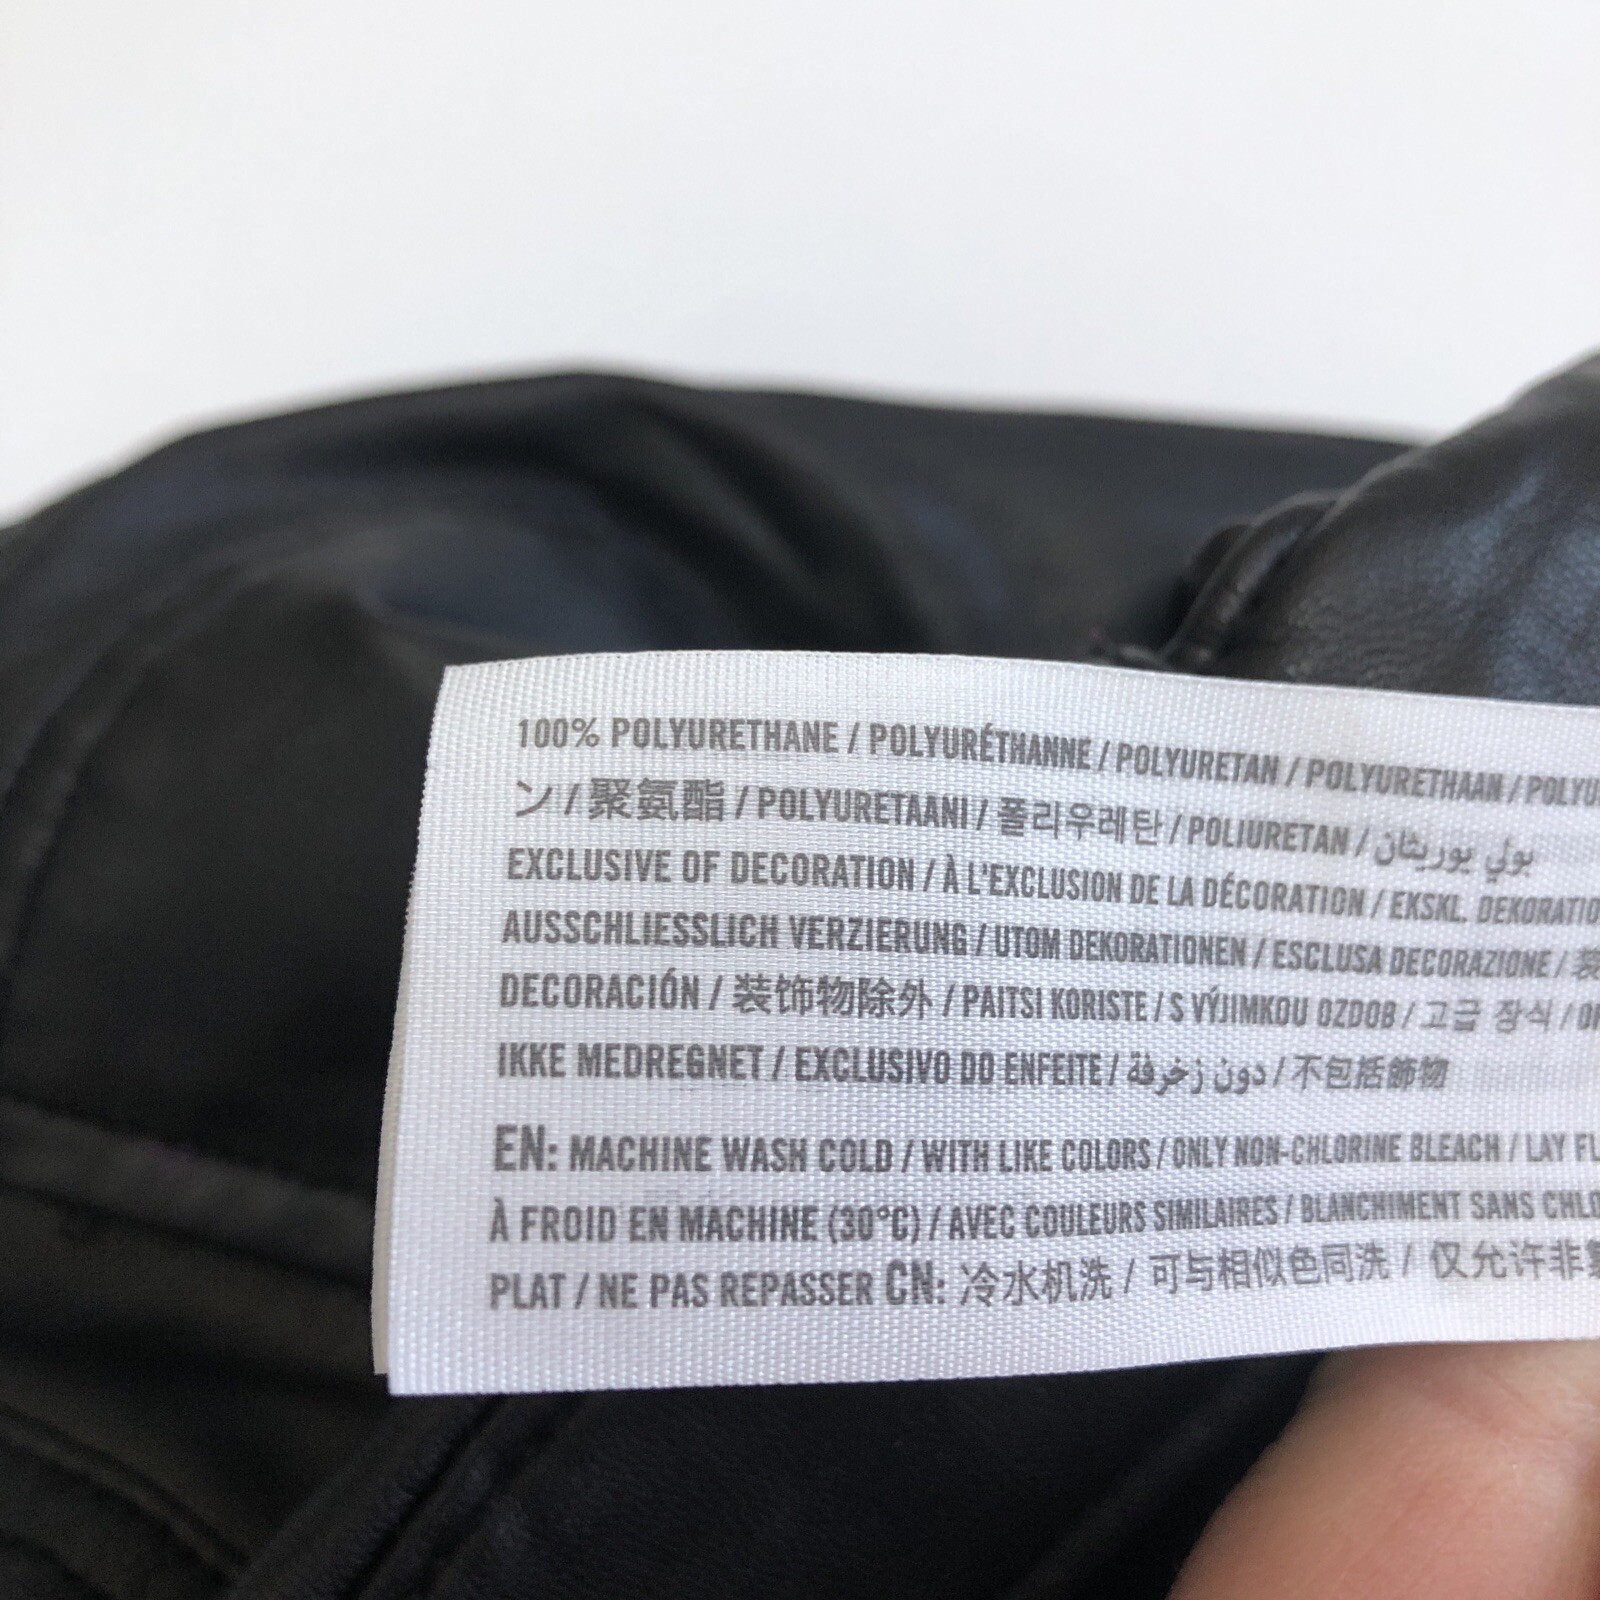 100% POLYURETHANE / POLYURÉTHANNE / POLYURETAN / POLYURETHAAN / POLYU
ン / 聚氨酯 / POLYURETAANI / 폴리우레탄 / POLIURETAN / بولي يوريثان
EXCLUSIVE OF DECORATION / À L'EXCLUSION DE LA DÉCORATION / EKSKL. DEKORATIO
AUSSCHLIESSLICH VERZIERUNG / UTOM DEKORATIONEN / ESCLUSA DECORAZIONE / 装
DECORACIÓN / 装饰物除外 / PAITSI KORISTE / S VÝJIMKOU OZDOB / 고급 장식 /
IKKE MEDREGNET / EXCLUSIVO DO ENFEITE / دون زخرفة / 不包括飾物
EN: MACHINE WASH COLD / WITH LIKE COLORS / ONLY NON-CHLORINE BLEACH / LAY FL
À FROID EN MACHINE (30°C) / AVEC COULEURS SIMILAIRES / BLANCHIMENT SANS CHLO
PLAT / NE PAS REPASSER CN: 冷水机洗 / 可与相似色同洗 / 仅允许非